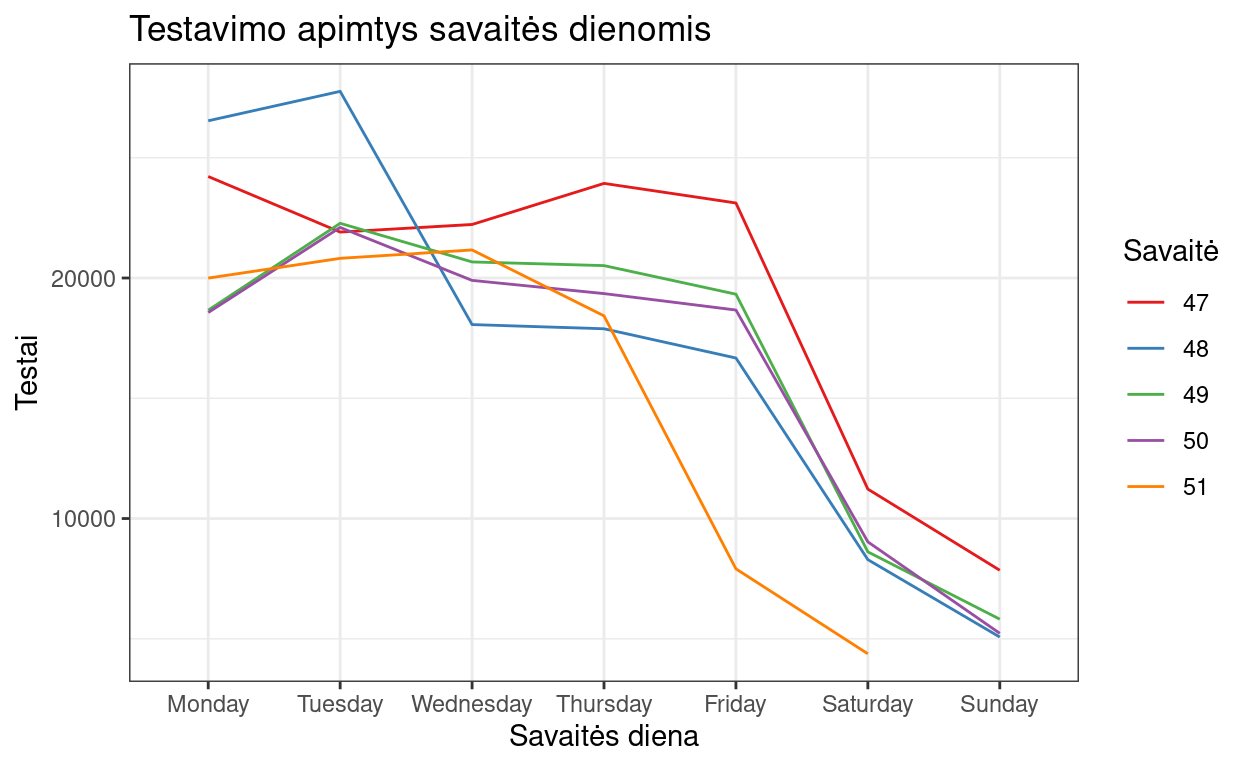 Testavimo apimtys savaitės dienomis
Testai
20000
10000
Monday Tuesday Wednesday Thursday Friday Saturday Sunday
Savaitės diena
Savaitė
47
48
49
50
51